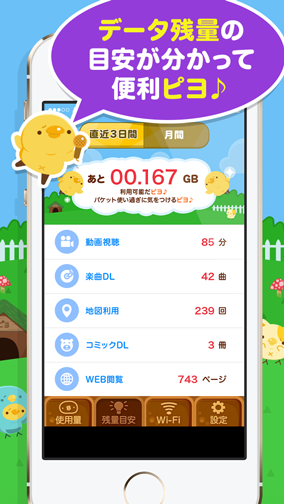 データ残量の
目安が分かって
便利ピヨ♪
直近3日間 月間
あと 00.167 GB
利用可能だピヨ♪
パケット使い過ぎに気をつけるピヨ♪
動画視聴 85 分
楽曲DL 42 曲
地図利用 239 回
コミックDL 3 冊
WEB閲覧 743 ページ
使用量 残量目安 Wi-Fi 設定